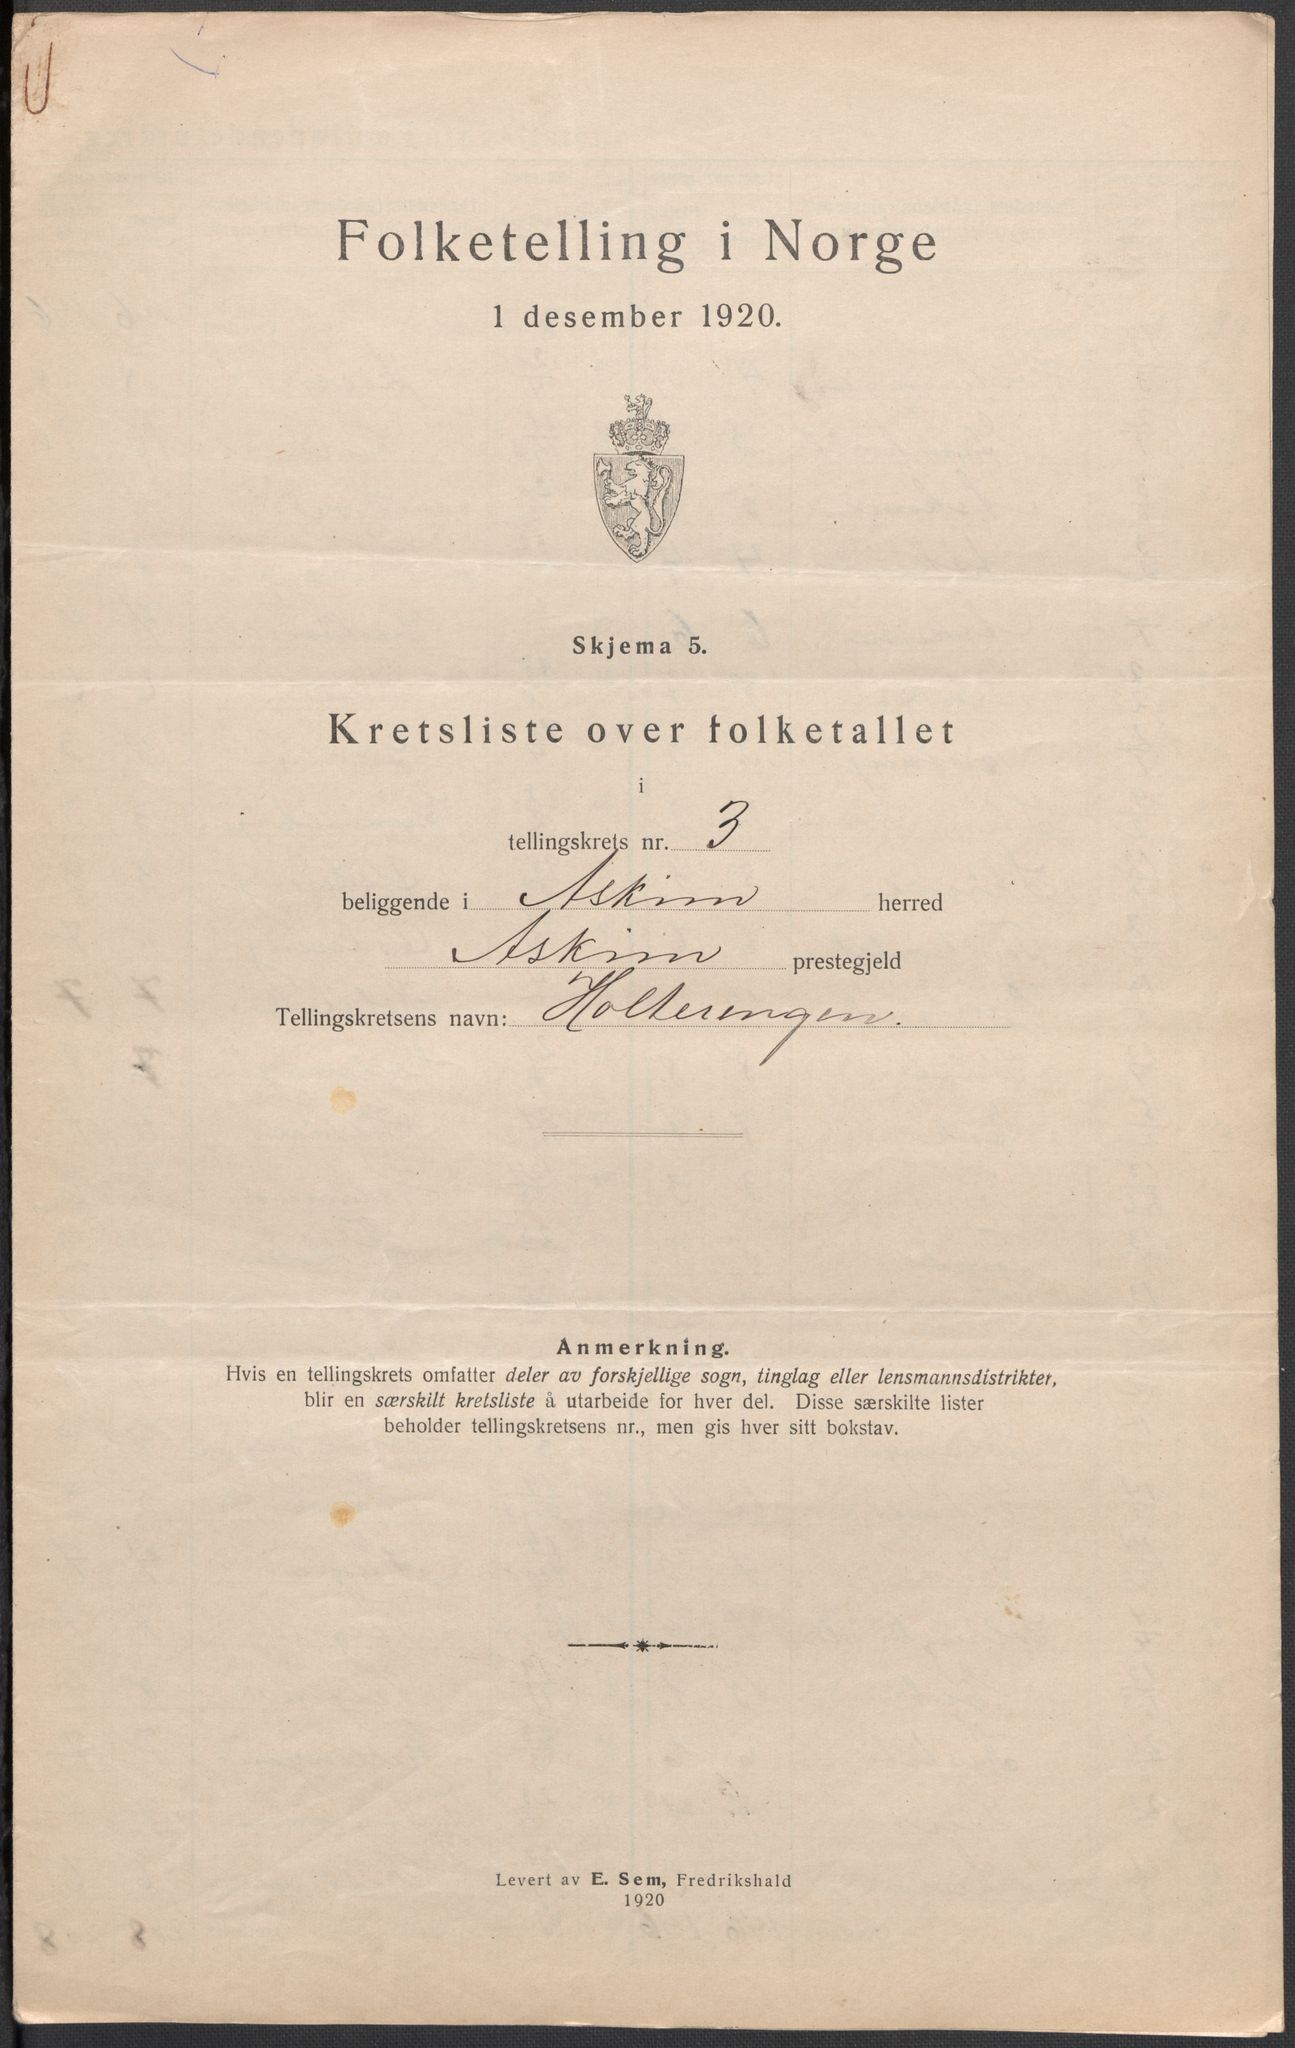 Folketelling i Norge
1 desember 1920.
Skjema 5.
Kretsliste over folketallet
i
tellingskrets nr. 3
beliggende i Askim herred
Askim prestegjeld
Tellingskretsens navn: Holterengen.
Anmerkning.
Hvis en tellingskrets omfatter deler av forskjellige sogn, tinglag eller lensmannsdistrikter,
blir en særskilt kretsliste å utarbeide for hver del. Disse særskilte lister
beholder tellingskretsens nr., men gis hver sitt bokstav.
Levert av E. Sem, Fredrikshald
1920